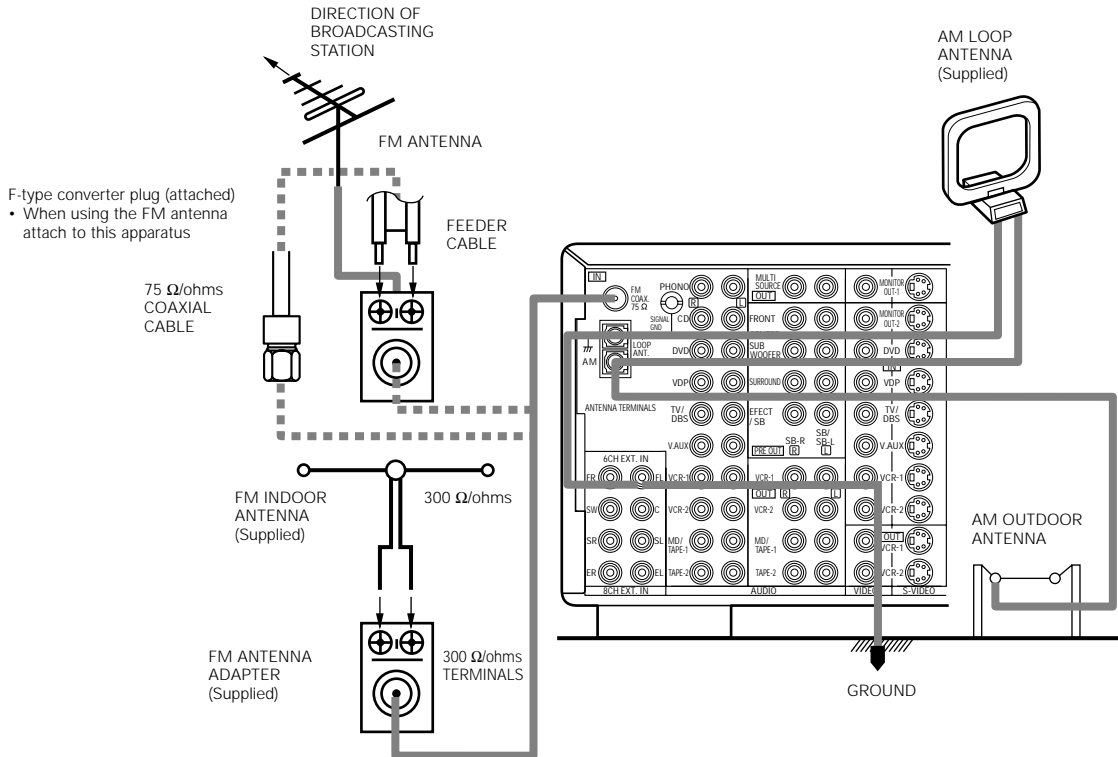 DIRECTION OF
BROADCASTING
STATION
FM ANTENNA
AM LOOP
ANTENNA
(Supplied)
F-type converter plug (attached)
• When using the FM antenna
attach to this apparatus
FEEDER
CABLE
75 Ω/ohms
COAXIAL
CABLE
FM INDOOR
ANTENNA
(Supplied)
300 Ω/ohms
FM ANTENNA
ADAPTER
(Supplied)
300 Ω/ohms
TERMINALS
IN
FM
COAX.
75 Ω
SIGNAL
GND
LOOP
ANT.
AM
ANTENNA TERMINALS
6CH EXT. IN
FR FL
SW C
SR SL
ER EL
8CH EXT. IN
PHONO
R L
CD
DVD
VDP
TV/
DBS
V.AUX
VCR-1
VCR-2
MD/
TAPE-1
TAPE-2
MULTI
SOURCE
OUT
FRONT
SUB
WOOFER
SURROUND
EFFECT
/ SB
PRE OUT
SB-R
R
SB/
SB-L
L
VCR-1
OUT R L
VCR-2
MD/
TAPE-1
TAPE-2
AUDIO
MONITOR
OUT-1
MONITOR
OUT-2
DVD
IN
VDP
TV/
DBS
V.AUX
VCR-1
VCR-2
OUT
VCR-1
VCR-2
VIDEO
S-VIDEO
AM OUTDOOR
ANTENNA
GROUND